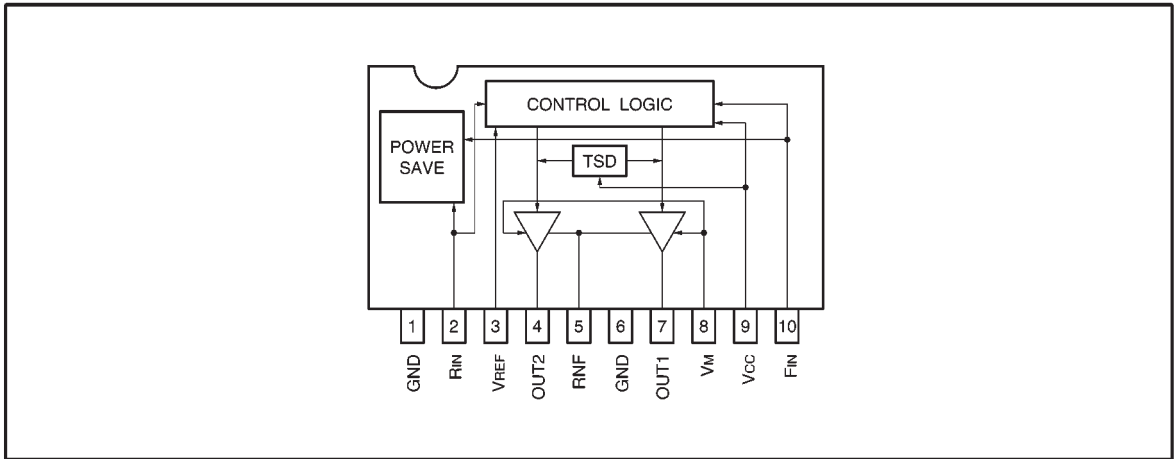 CONTROL LOGIC
POWER
SAVE
TSD
1 2 3 4 5 6 7 8 9 10
GND
RIN
VREF
OUT2
RNF
GND
OUT1
VM
VCC
FIN